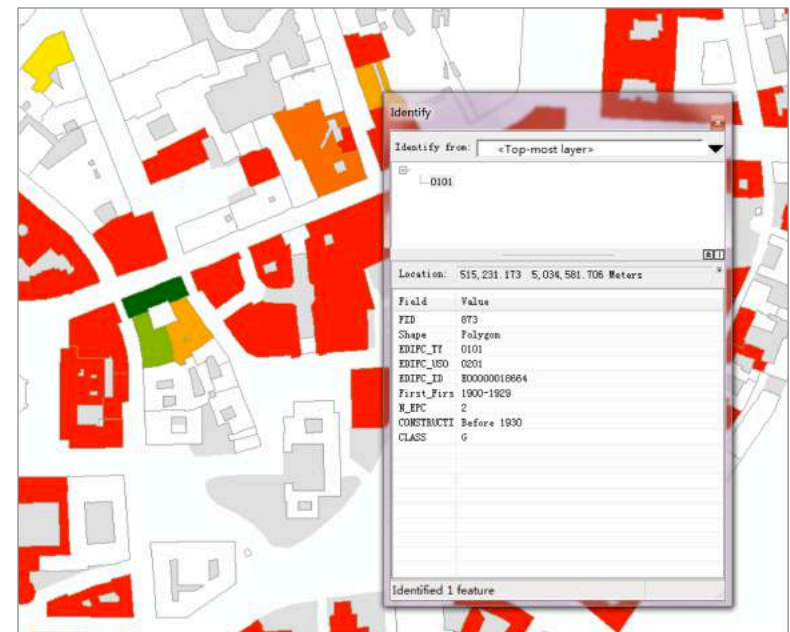 Identify
Identify from: <Top-most layer>
0101
Location: 515,231.173 5,034,581.706 Meters
Field Value
FID 873
Shape Polygon
EDIFC_TY 0101
EDIFC_USO 0201
EDIFC_ID E00000018664
First_Firs 1900-1929
N_EPC 2
CONSTRUCTI Before 1930
CLASS G
Identified 1 feature